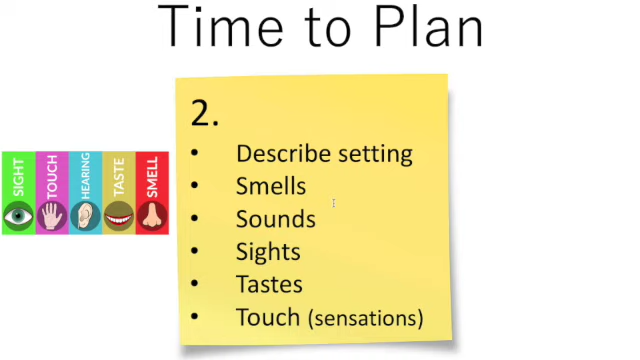 Time to Plan
2.
• Describe setting
• Smells
• Sounds
• Sights
• Tastes
• Touch (sensations)
SIGHT
TOUCH
HEARING
TASTE
SMELL